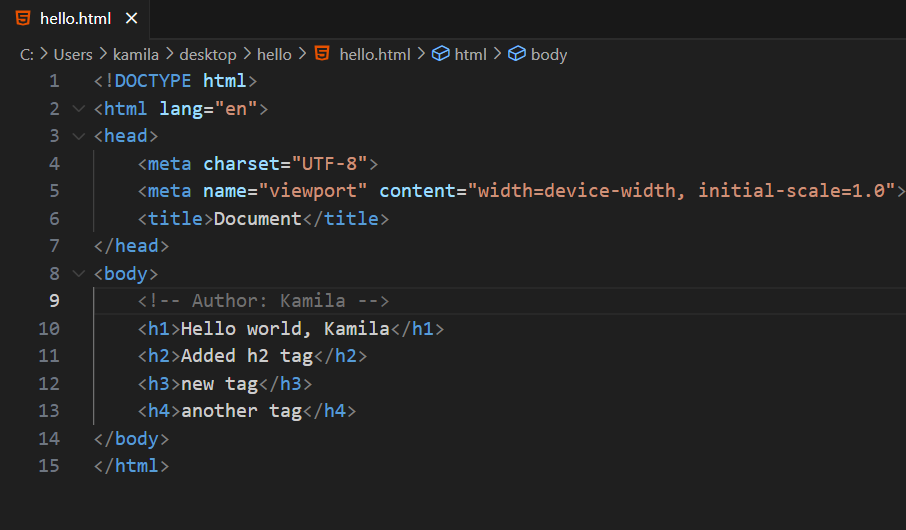 hello.html ×
C: > Users > kamila > desktop > hello > hello.html > html > body
1 <!DOCTYPE html>
2 <html lang="en">
3 <head>
4     <meta charset="UTF-8">
5     <meta name="viewport" content="width=device-width, initial-scale=1.0">
6     <title>Document</title>
7 </head>
8 <body>
9     <!-- Author: Kamila -->
10     <h1>Hello world, Kamila</h1>
11     <h2>Added h2 tag</h2>
12     <h3>new tag</h3>
13     <h4>another tag</h4>
14 </body>
15 </html>